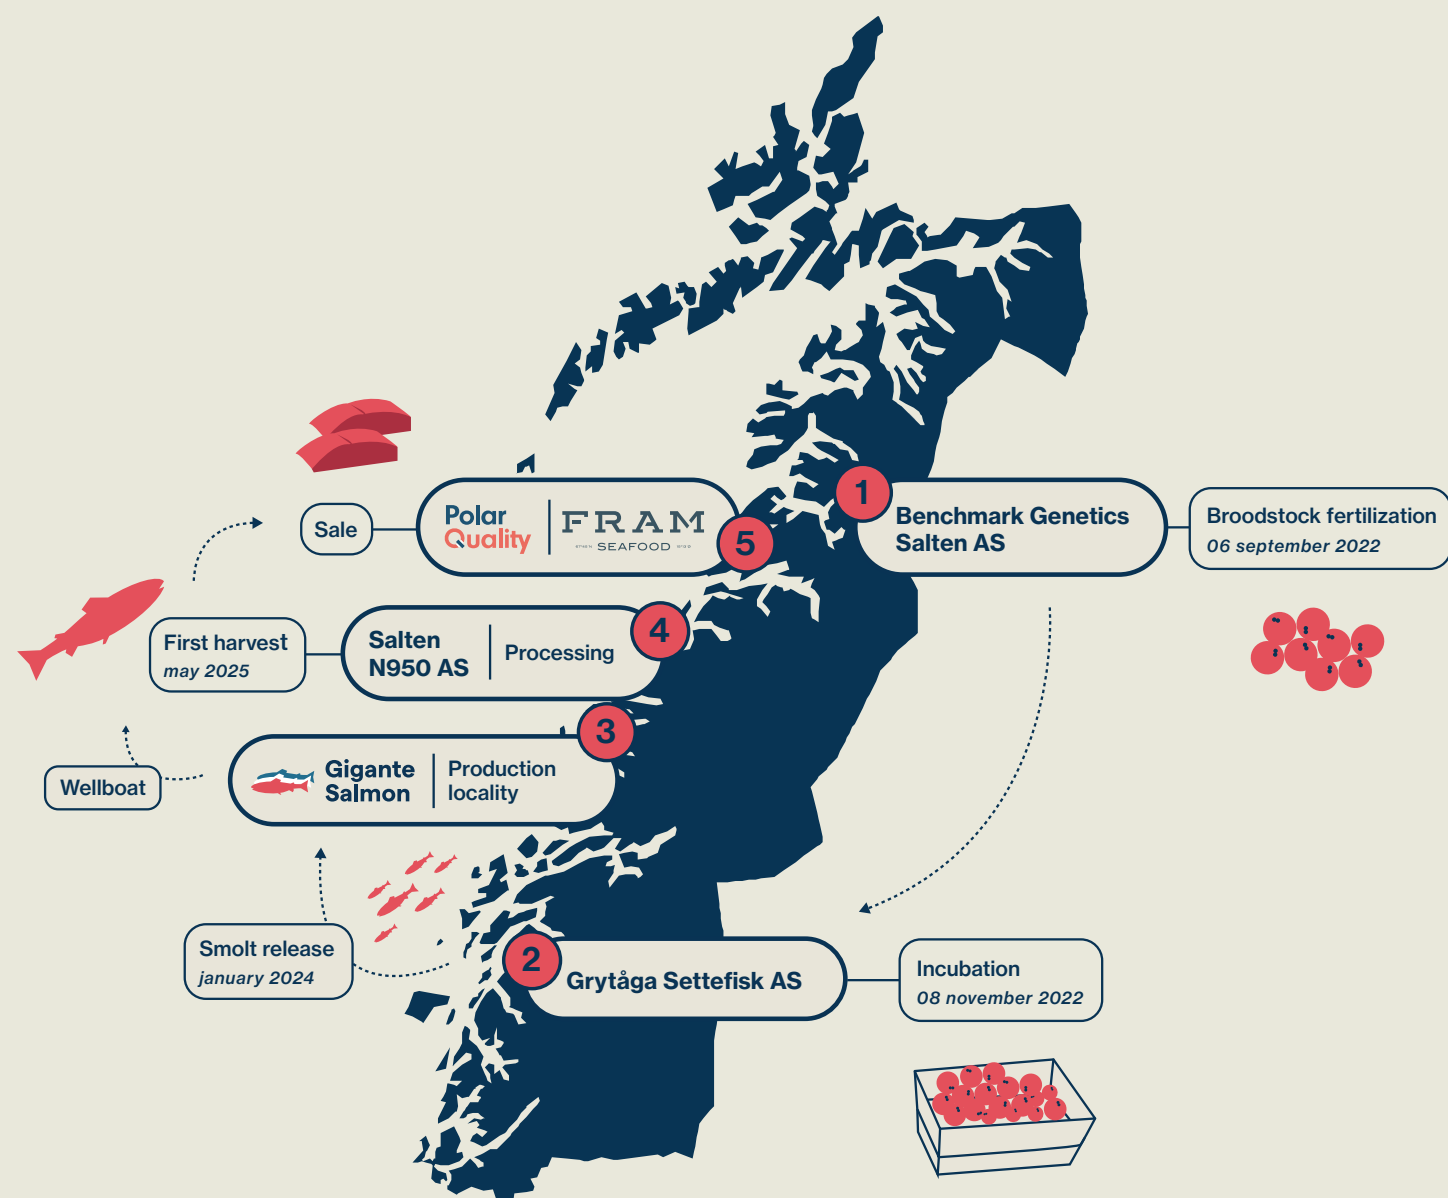 1
Benchmark Genetics
Salten AS
Broodstock fertilization
06 september 2022
2
Grytåga Settefisk AS
Incubation
08 november 2022
Smolt release
january 2024
3
Gigante
Salmon
Production
locality
Wellboat
4
Salten
N950 AS
Processing
First harvest
may 2025
5
Polar
Quality
FRAM
SEAFOOD
Sale